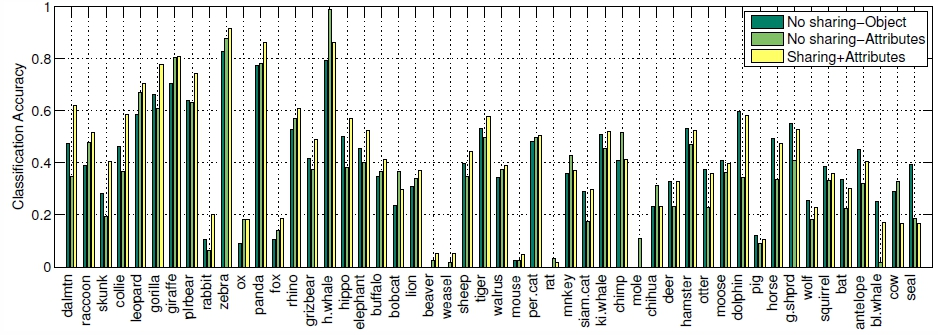 1
0.8
0.6
0.4
0.2
0
Classification Accuracy
No sharing−Object
No sharing−Attributes
Sharing+Attributes
dalmtn
raccoon
skunk
collie
leopard
gorilla
giraffe
plrbear
rabbit
zebra
ox
panda
fox
rhino
grizbear
h.whale
hippo
elephant
buffalo
bobcat
lion
beaver
weasel
sheep
tiger
walrus
mouse
per.cat
rat
mnkey
siam.cat
ki.whale
chimp
mole
chihua
deer
hamster
otter
moose
dolphin
pig
horse
g.shprd
wolf
squirrel
bat
antelope
bl.whale
cow
seal